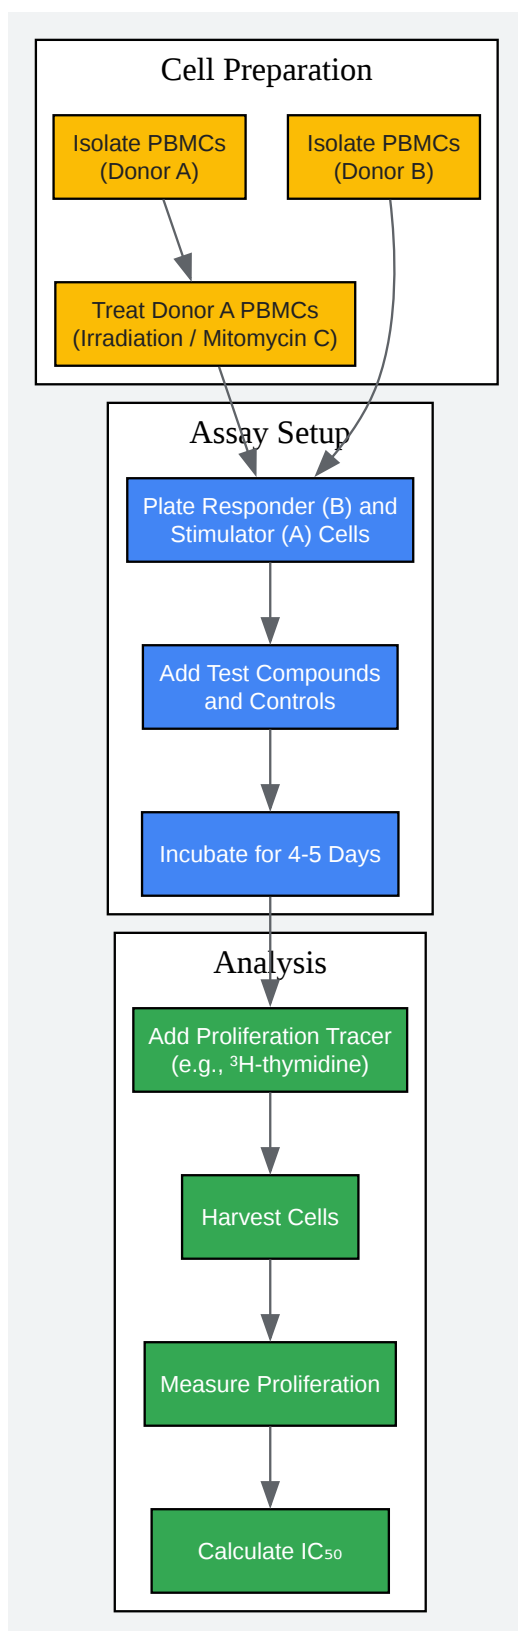 Cell Preparation
Isolate PBMCs
(Donor A)
Isolate PBMCs
(Donor B)
Treat Donor A PBMCs
(Irradiation / Mitomycin C)
Assay Setup
Plate Responder (B) and
Stimulator (A) Cells
Add Test Compounds
and Controls
Incubate for 4-5 Days
Analysis
Add Proliferation Tracer
(e.g., ³H-thymidine)
Harvest Cells
Measure Proliferation
Calculate IC₅₀